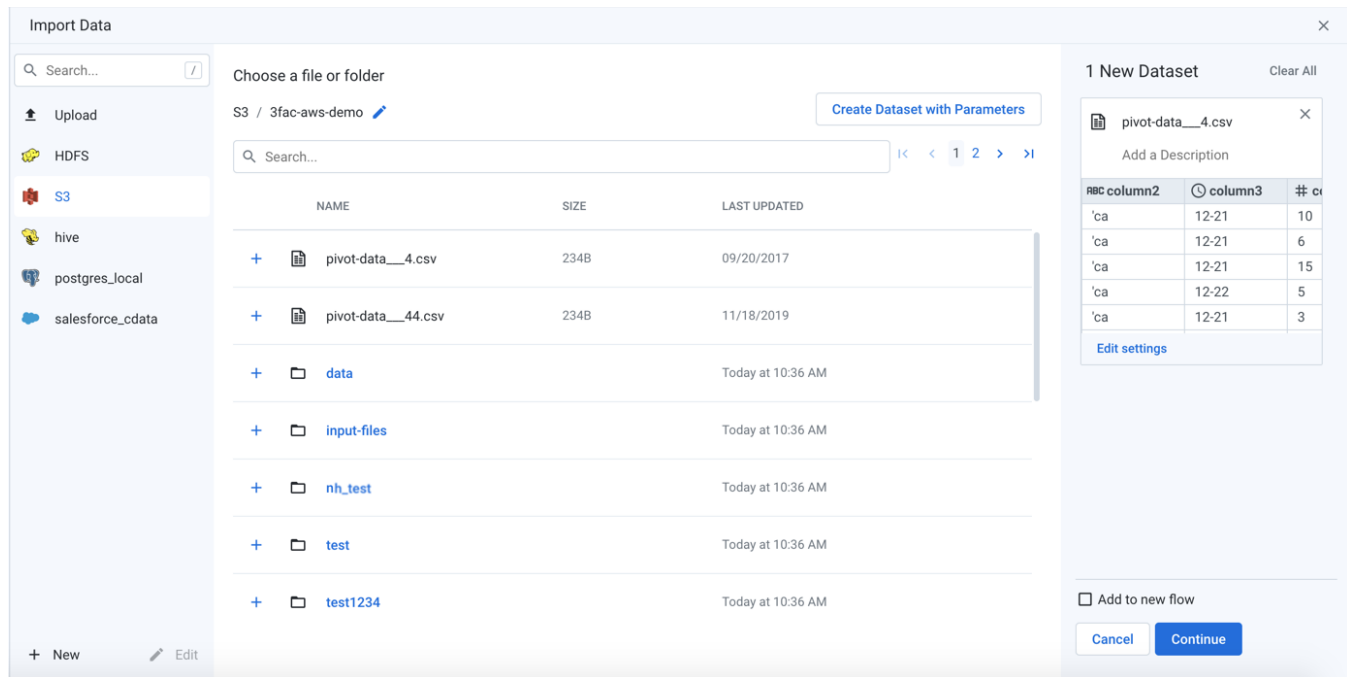 Import Data
Search... /
Upload
HDFS
S3
hive
postgres_local
salesforce_cdata
+ New Edit
Choose a file or folder
S3 / 3fac-aws-demo
Create Dataset with Parameters
Search...
1 2
NAME SIZE LAST UPDATED
+ pivot-data___4.csv 234B 09/20/2017
+ pivot-data___44.csv 234B 11/18/2019
+ data Today at 10:36 AM
+ input-files Today at 10:36 AM
+ nh_test Today at 10:36 AM
+ test Today at 10:36 AM
+ test1234 Today at 10:36 AM
1 New Dataset Clear All
pivot-data___4.csv
Add a Description
ABC column2 column3 # co
'ca 12-21 10
'ca 12-21 6
'ca 12-21 15
'ca 12-22 5
'ca 12-21 3
Edit settings
Add to new flow
Cancel Continue